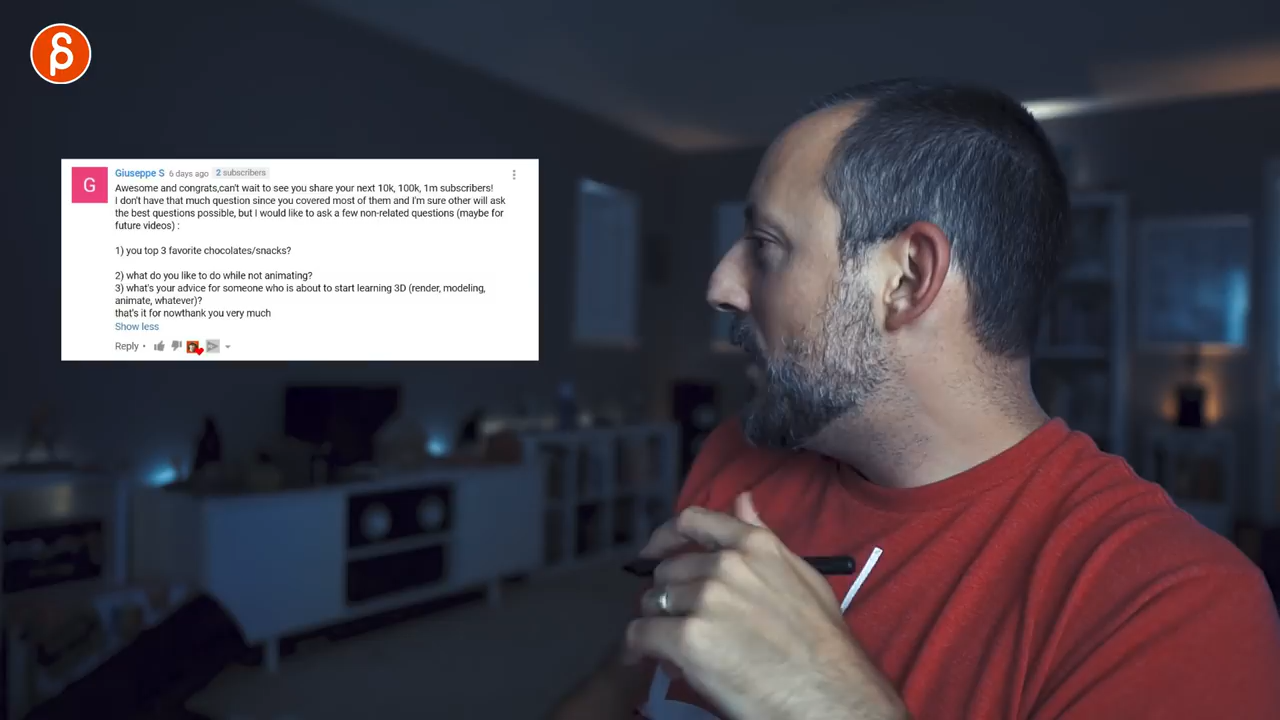 G
Giuseppe S 6 days ago 2 subscribers
Awesome and congrats,can't wait to see you share your next 10k, 100k, 1m subscribers!
I don't have that much question since you covered most of them and I'm sure other will ask
the best questions possible, but I would like to ask a few non-related questions (maybe for
future videos) :
1) you top 3 favorite chocolates/snacks?
2) what do you like to do while not animating?
3) what's your advice for someone who is about to start learning 3D (render, modeling,
animate, whatever)?
that's it for nowthank you very much
Show less
Reply •